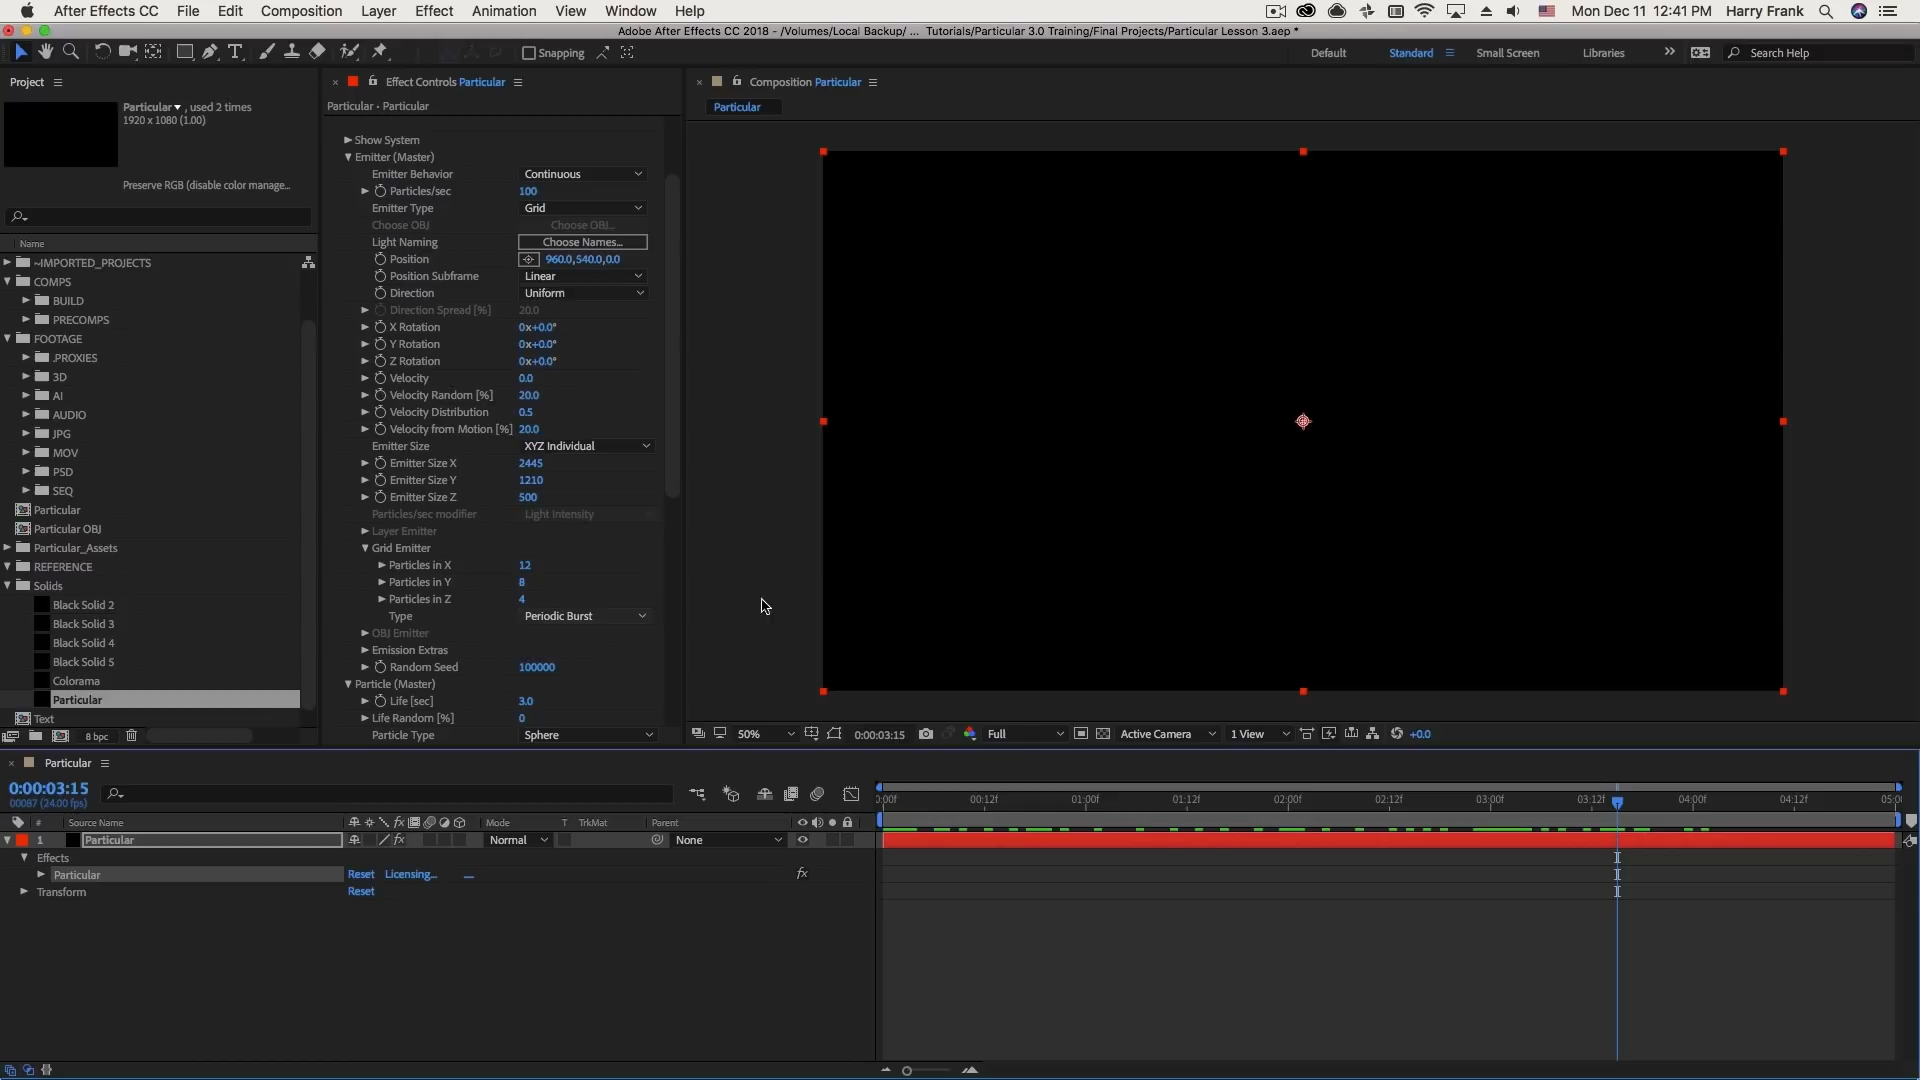 After Effects CC File Edit Composition Layer Effect Animation View Window Help Mon Dec 11 12:41 PM Harry Frank
Adobe After Effects CC 2018 - /Volumes/Local Backup/ ... Tutorials/Particular 3.0 Training/Final Projects/Particular Lesson 3.aep *
Snapping Default Standard Small Screen Libraries Search Help
Project
Particular , used 2 times
1920 x 1080 (1.00)
Preserve RGB (disable color manage...
Name
~IMPORTED_PROJECTS
COMPS
BUILD
PRECOMPS
FOOTAGE
.PROXIES
3D
AI
AUDIO
JPG
MOV
PSD
SEQ
Particular
Particular OBJ
Particular_Assets
REFERENCE
Solids
Black Solid 2
Black Solid 3
Black Solid 4
Black Solid 5
Colorama
Particular
Text
8 bpc
Effect Controls Particular
Particular • Particular
Show System
Emitter (Master)
Emitter Behavior Continuous
Particles/sec 100
Emitter Type Grid
Choose OBJ Choose OBJ...
Light Naming Choose Names...
Position 960.0,540.0,0.0
Position Subframe Linear
Direction Uniform
Direction Spread [%] 20.0
X Rotation 0x+0.0°
Y Rotation 0x+0.0°
Z Rotation 0x+0.0°
Velocity 0.0
Velocity Random [%] 20.0
Velocity Distribution 0.5
Velocity from Motion [%] 20.0
Emitter Size XYZ Individual
Emitter Size X 2445
Emitter Size Y 1210
Emitter Size Z 500
Particles/sec modifier Light Intensity
Layer Emitter
Grid Emitter
Particles in X 12
Particles in Y 8
Particles in Z 4
Type Periodic Burst
OBJ Emitter
Emission Extras
Random Seed 100000
Particle (Master)
Life [sec] 3.0
Life Random [%] 0
Particle Type Sphere
Composition Particular
Particular
50% 0:00:03:15 Full Active Camera 1 View +0.0
Particular
0:00:03:15
00087 (24.00 fps)
:00f 00:12f 01:00f 01:12f 02:00f 02:12f 03:00f 03:12f 04:00f 04:12f 05:00
# Source Name Mode T TrkMat Parent
1 Particular Normal None
Effects
Particular Reset Licensing...
Transform Reset